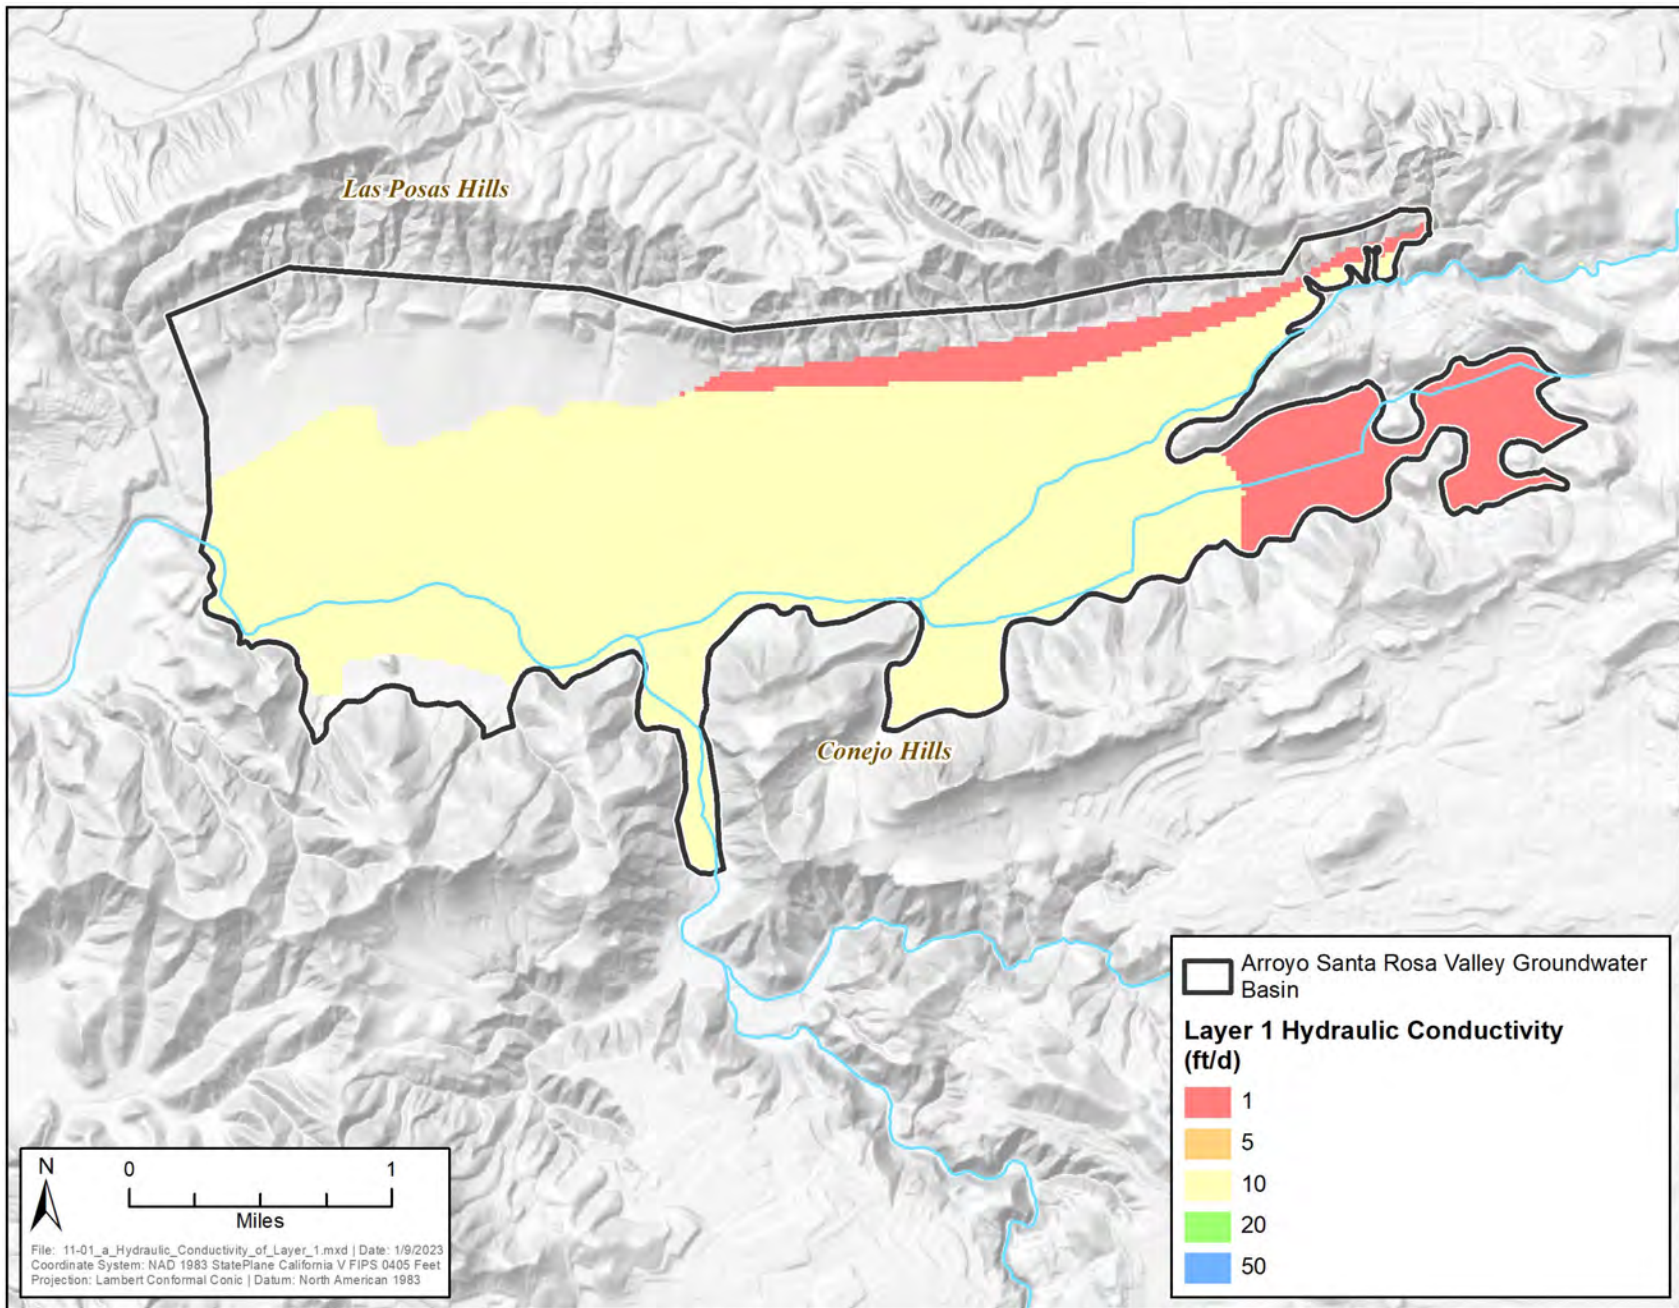 Las Posas Hills
Conejo Hills
Arroyo Santa Rosa Valley Groundwater
Basin
Layer 1 Hydraulic Conductivity
(ft/d)
1
5
10
20
50
N
0 1
Miles
File: 11-01_a_Hydraulic_Conductivity_of_Layer_1.mxd | Date: 1/9/2023
Coordinate System: NAD 1983 StatePlane California V FIPS 0405 Feet
Projection: Lambert Conformal Conic | Datum: North American 1983